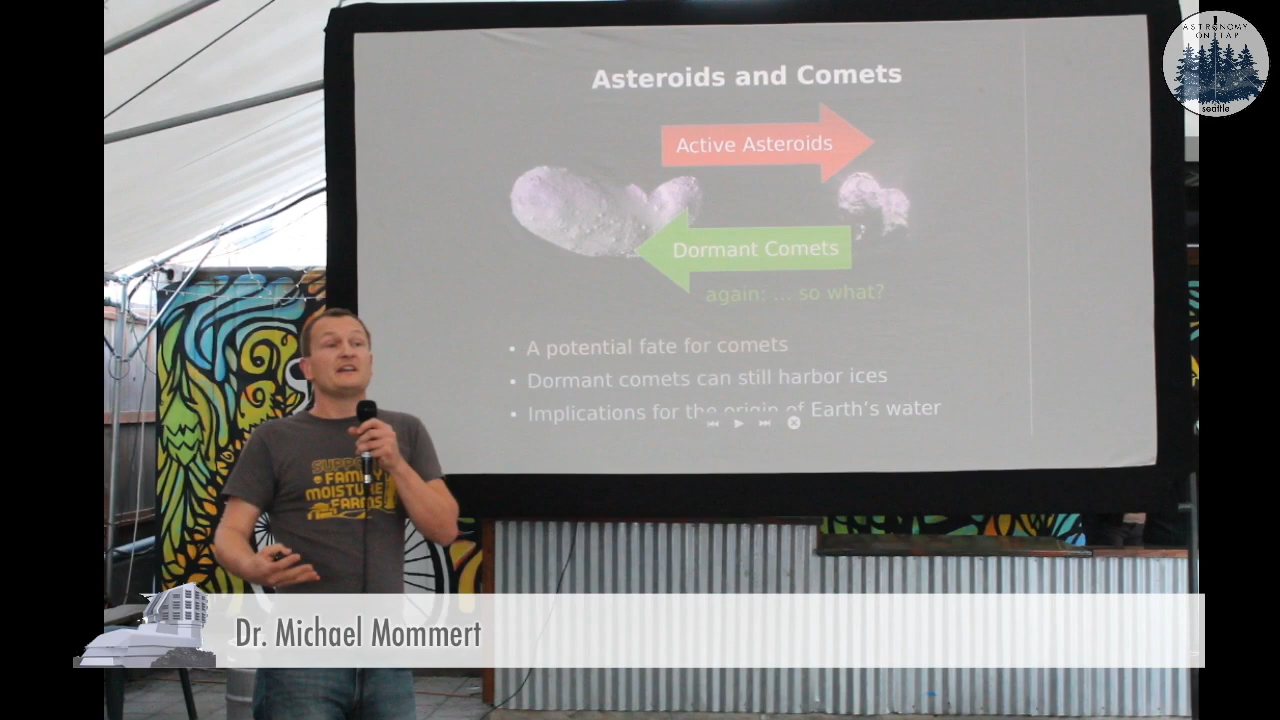 ASTRONOMY
ON TAP
seattle
Asteroids and Comets
Active Asteroids
Dormant Comets
again: ... so what?
• A potential fate for comets
• Dormant comets can still harbor ices
• Implications for the origin of Earth's water
SUPPORT
FAMILY
MOISTURE
FARMS
Dr. Michael Mommert